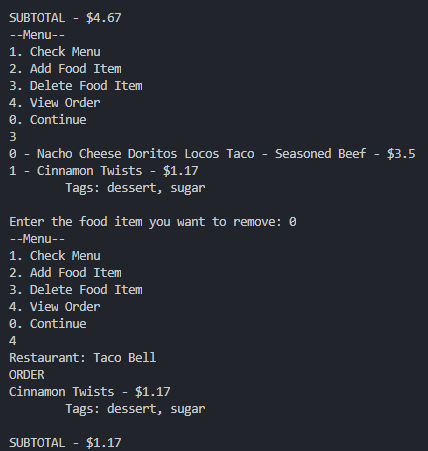 SUBTOTAL - $4.67
--Menu--
1. Check Menu
2. Add Food Item
3. Delete Food Item
4. View Order
0. Continue
3
0 - Nacho Cheese Doritos Locos Taco - Seasoned Beef - $3.5
1 - Cinnamon Twists - $1.17
        Tags: dessert, sugar

Enter the food item you want to remove: 0
--Menu--
1. Check Menu
2. Add Food Item
3. Delete Food Item
4. View Order
0. Continue
4
Restaurant: Taco Bell
ORDER
Cinnamon Twists - $1.17
        Tags: dessert, sugar

SUBTOTAL - $1.17